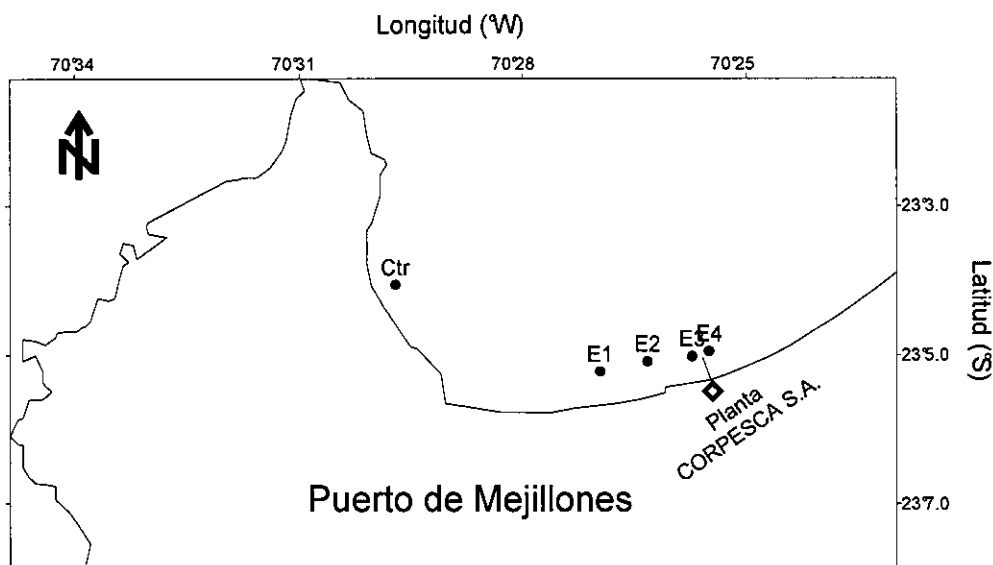 Longitud (°W)
70°34
70°31
70°28
70°25
N
23°3.0
Ctr
Latitud (°S)
E1
E2
E3
E4
23°5.0
Planta
CORPESCA S.A.
Puerto de Mejillones
23°7.0